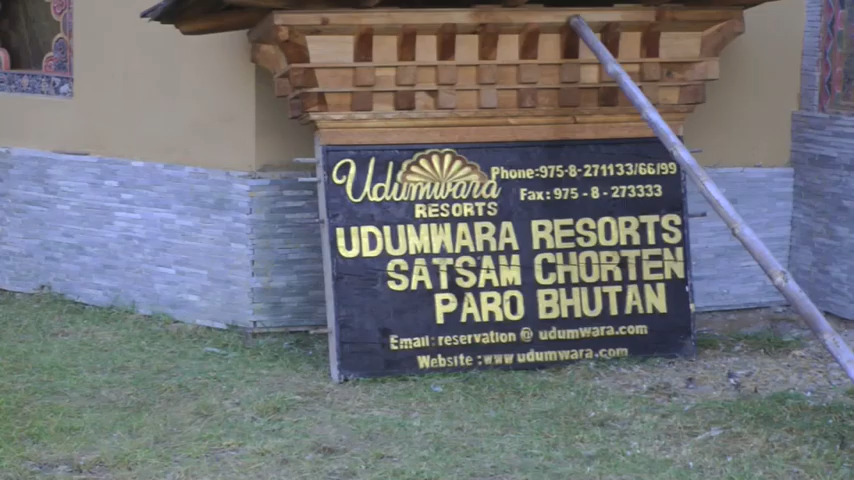 Udumwara
RESORTS
Phone:-975-8-271133/66/99
Fax: 975 - 8 -273333
UDUMWARA RESORTS
SATSAM CHORTEN
PARO BHUTAN
Email: reservation @ udumwara.com
Website : www.udumwara.com